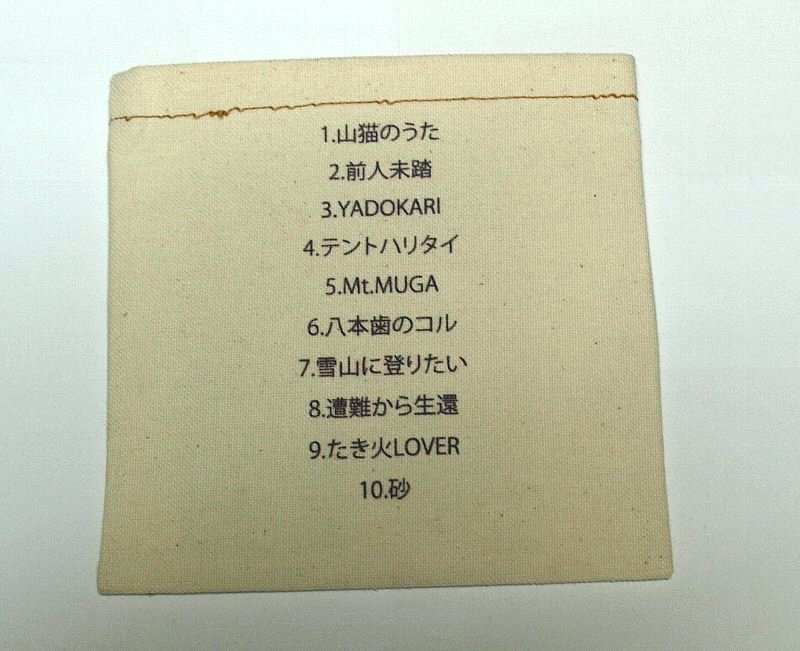 1.山猫のうた
2.前人未踏
3.YADOKARI
4.テントハリタイ
5.Mt.MUGA
6.八本歯のコル
7.雪山に登りたい
8.遭難から生還
9.たき火LOVER
10.砂